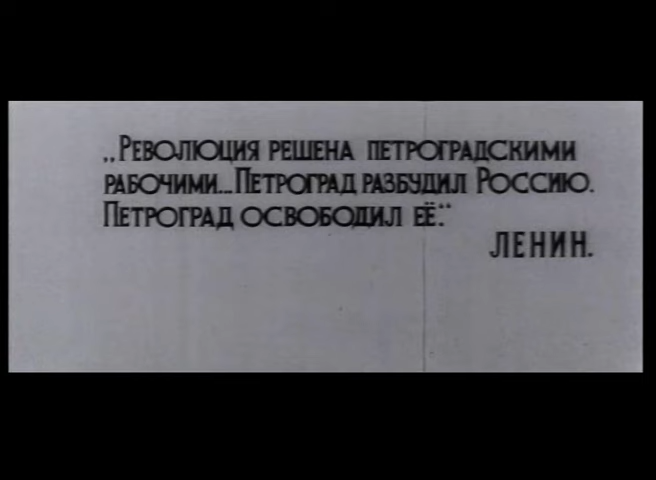 „РЕВОЛЮЦИЯ РЕШЕНА ПЕТРОГРАДСКИМИ
РАБОЧИМИ...ПЕТРОГРАД РАЗБУДИЛ РОССИЮ.
ПЕТРОГРАД ОСВОБОДИЛ ЕЁ.“
ЛЕНИН.